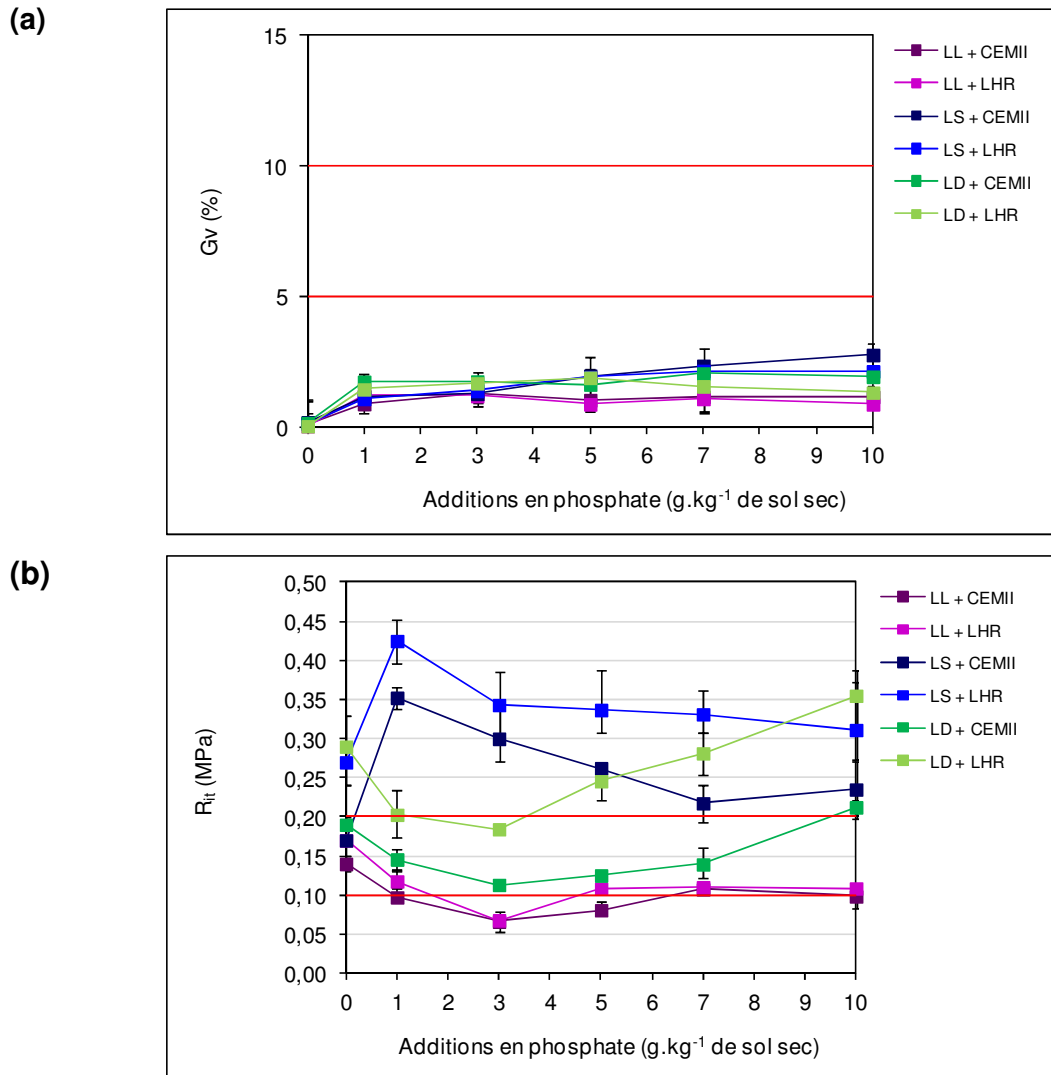 (a)
15
10
5
0
Gv (%)
0 1 2 3 4 5 6 7 8 9 10
Additions en phosphate (g.kg⁻¹ de sol sec)
LL + CEMII
LL + LHR
LS + CEMII
LS + LHR
LD + CEMII
LD + LHR
(b)
0,50
0,45
0,40
0,35
0,30
0,25
0,20
0,15
0,10
0,05
0,00
Rit (MPa)
0 1 2 3 4 5 6 7 8 9 10
Additions en phosphate (g.kg⁻¹ de sol sec)
LL + CEMII
LL + LHR
LS + CEMII
LS + LHR
LD + CEMII
LD + LHR